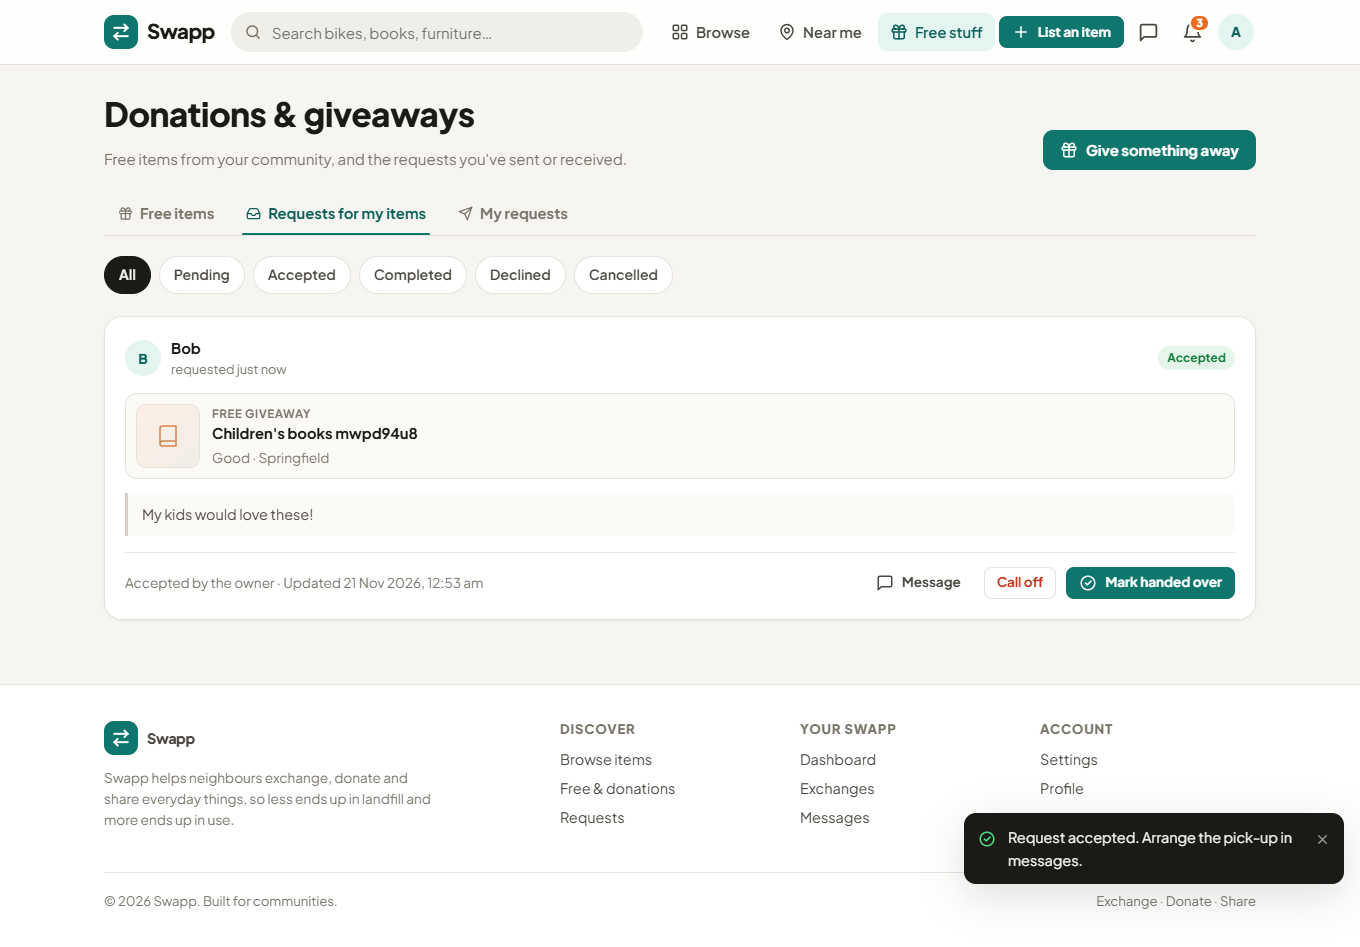 Swapp
Search bikes, books, furniture...
Browse
Near me
Free stuff
List an item
3
A
Donations & giveaways
Free items from your community, and the requests you've sent or received.
Give something away
Free items
Requests for my items
My requests
All
Pending
Accepted
Completed
Declined
Cancelled
B
Bob
requested just now
Accepted
FREE GIVEAWAY
Children's books mwpd94u8
Good · Springfield
My kids would love these!
Accepted by the owner · Updated 21 Nov 2026, 12:53 am
Message
Call off
Mark handed over
Swapp
Swapp helps neighbours exchange, donate and
share everyday things, so less ends up in landfill and
more ends up in use.
DISCOVER
Browse items
Free & donations
Requests
YOUR SWAPP
Dashboard
Exchanges
Messages
ACCOUNT
Settings
Profile
Request accepted. Arrange the pick-up in
messages.
© 2026 Swapp. Built for communities.
Exchange · Donate · Share